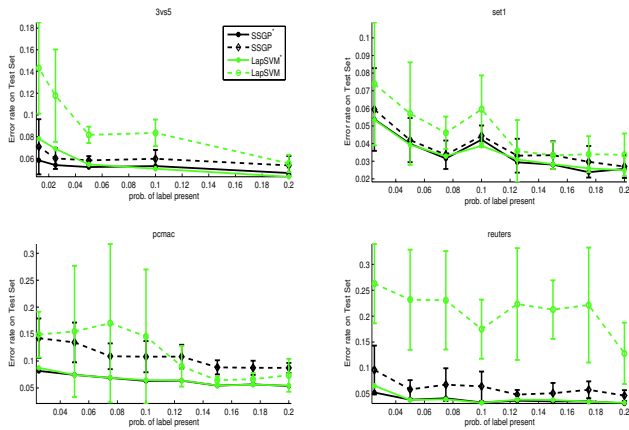 3vs5
set1
Error rate on Test Set
0.18
0.16
0.14
0.12
0.1
0.08
0.06
SSGP*
SSGP
LapSVM*
LapSVM
0.02 0.04 0.06 0.08 0.1 0.12 0.14 0.16 0.18 0.2
prob. of label present
Error rate on Test Set
0.1
0.09
0.08
0.07
0.06
0.05
0.04
0.03
0.02
0.04 0.06 0.08 0.1 0.12 0.14 0.16 0.18 0.2
prob. of label present
pcmac
reuters
Error rate on Test Set
0.3
0.25
0.2
0.15
0.1
0.05
0.04 0.06 0.08 0.1 0.12 0.14 0.16 0.18 0.2
prob. of label present
Error rate on Test Set
0.3
0.25
0.2
0.15
0.1
0.05
0.04 0.06 0.08 0.1 0.12 0.14 0.16 0.18 0.2
prob. of label present